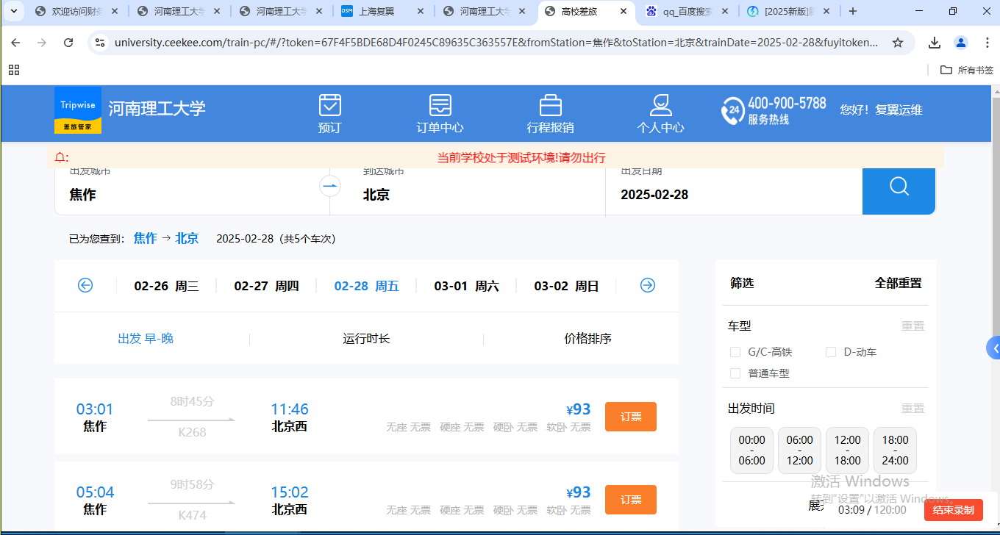 欢迎访问财务
河南理工大学
河南理工大学
DSM 上海复翼
河南理工大学
高校差旅
qq_百度搜索
[2025新版]
university.ceekee.com/train-pc/#/?token=67F4F5BDE68D4F0245C89635C363557E&fromStation=焦作&toStation=北京&trainDate=2025-02-28&fuyitoken...
所有书签
Tripwise
差旅管家
河南理工大学
预订
订单中心
行程报销
个人中心
24
400-900-5788
服务热线
您好！复翼运维
:
当前学校处于测试环境!请勿出行
出发城市
到达城市
出发日期
焦作
北京
2025-02-28
已为您查到： 焦作 → 北京 2025-02-28（共5个车次）
02-26 周三
02-27 周四
02-28 周五
03-01 周六
03-02 周日
出发 早-晚
运行时长
价格排序
03:01
焦作
8时45分
K268
11:46
北京西
无座 无票 硬座 无票 硬卧 无票 软卧 无票
¥93
订票
05:04
焦作
9时58分
K474
15:02
北京西
无座 无票 硬座 无票 硬卧 无票 软卧 无票
¥93
订票
筛选
全部重置
车型
重置
G/C-高铁
D-动车
普通车型
出发时间
重置
00:00
-
06:00
06:00
-
12:00
12:00
-
18:00
18:00
-
24:00
激活 Windows
转到"设置"以激活 Windows。
03:09 / 120:00
结束录制